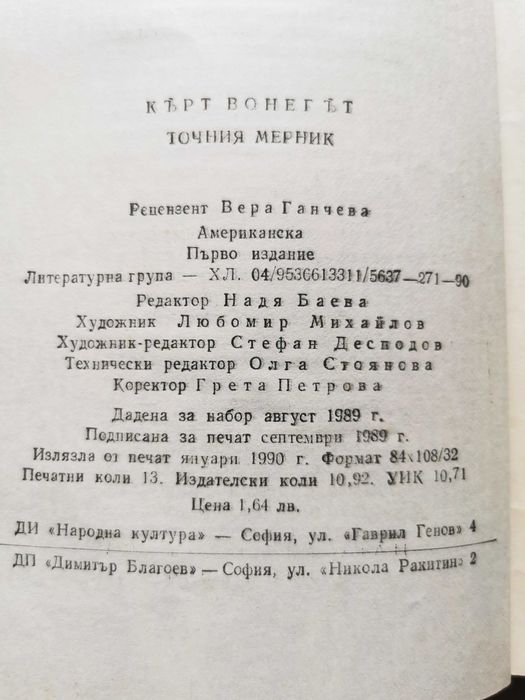 КЪРТ ВОНЕГЪТ
ТОЧНИЯ МЕРНИК
Рецензент Вера Ганчева
Американска
Първо издание
Литературна група — ХЛ. 04/9536613311/5637—271—90
Редактор Надя Баева
Художник Любомир Михайлов
Художник-редактор Стефан Десподов
Технически редактор Олга Стоянова
Коректор Грета Петрова
Дадена за набор август 1989 г.
Подписана за печат септември 1989 г.
Излязла от печат януари 1990 г. Формат 84×108/32
Печатни коли 13. Издателски коли 10,92. УИК 10,71
Цена 1,64 лв.
ДИ «Народна култура» — София, ул. «Гаврил Генов» 4
ДП «Димитър Благоев» — София, ул. «Никола Ракитин» 2